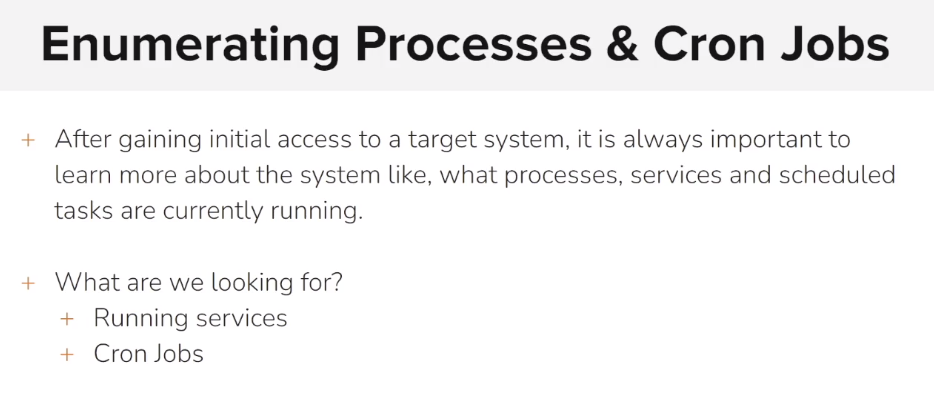 Enumerating Processes & Cron Jobs
+ After gaining initial access to a target system, it is always important to
learn more about the system like, what processes, services and scheduled
tasks are currently running.
+ What are we looking for?
+ Running services
+ Cron Jobs